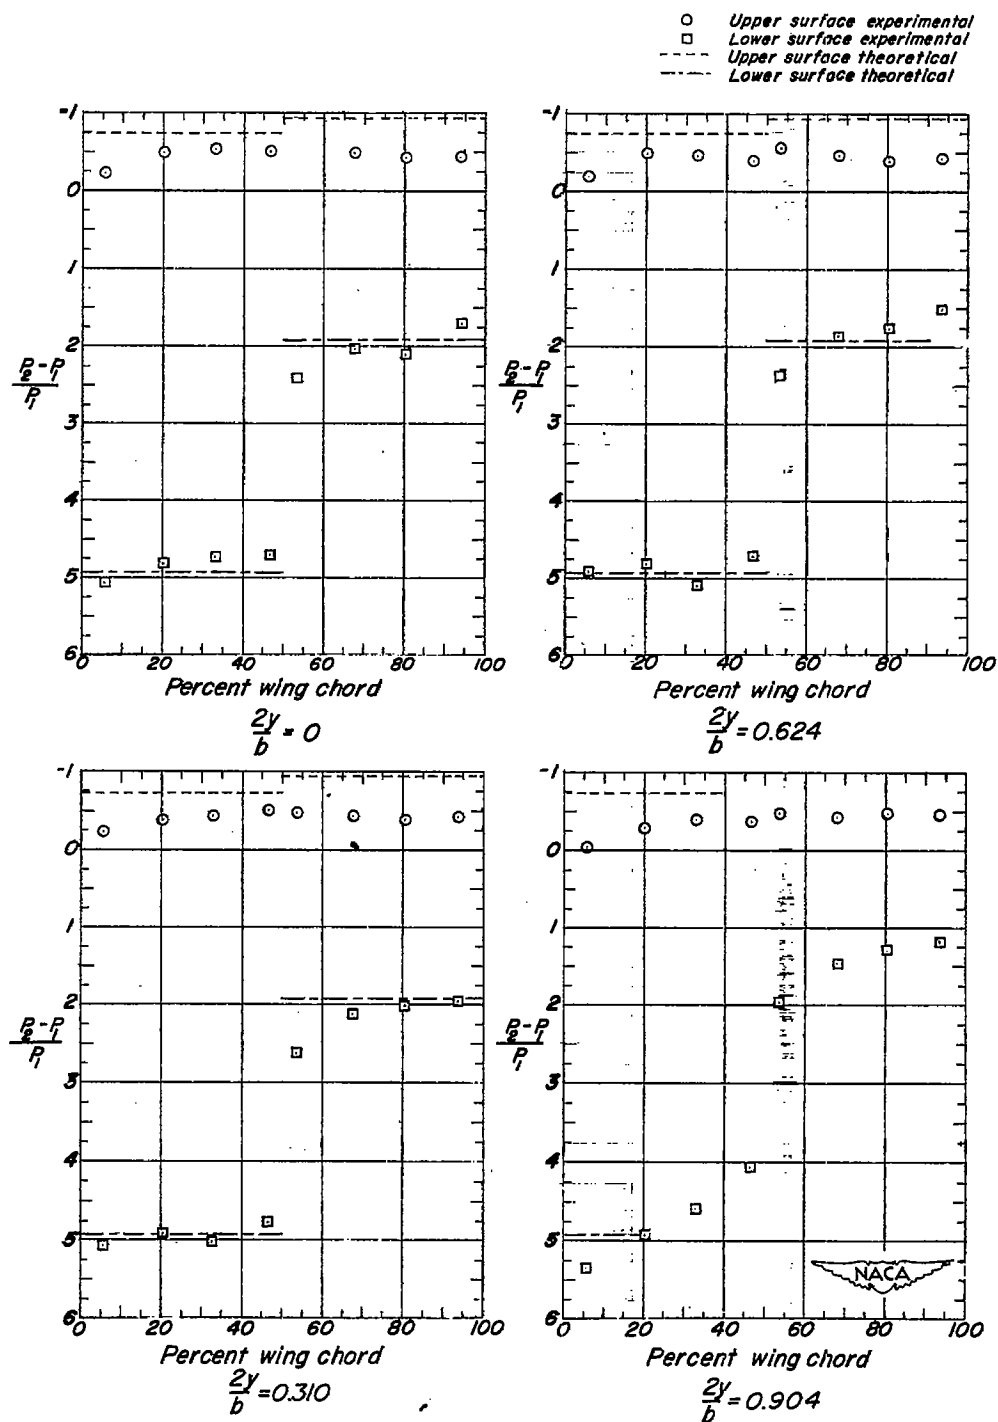 Upper surface experimental
Lower surface experimental
Upper surface theoretical
Lower surface theoretical
-1
0
1
2
3
4
5
6
P2 - P1
P1
0 20 40 60 80 100
Percent wing chord
2y
b = 0
-1
0
1
2
3
4
5
6
P2 - P1
P1
0 20 40 60 80 100
Percent wing chord
2y
b = 0.624
-1
0
1
2
3
4
5
6
P2 - P1
P1
0 20 40 60 80 100
Percent wing chord
2y
b = 0.310
-1
0
1
2
3
4
5
6
P2 - P1
P1
NACA
0 20 40 60 80 100
Percent wing chord
2y
b = 0.904